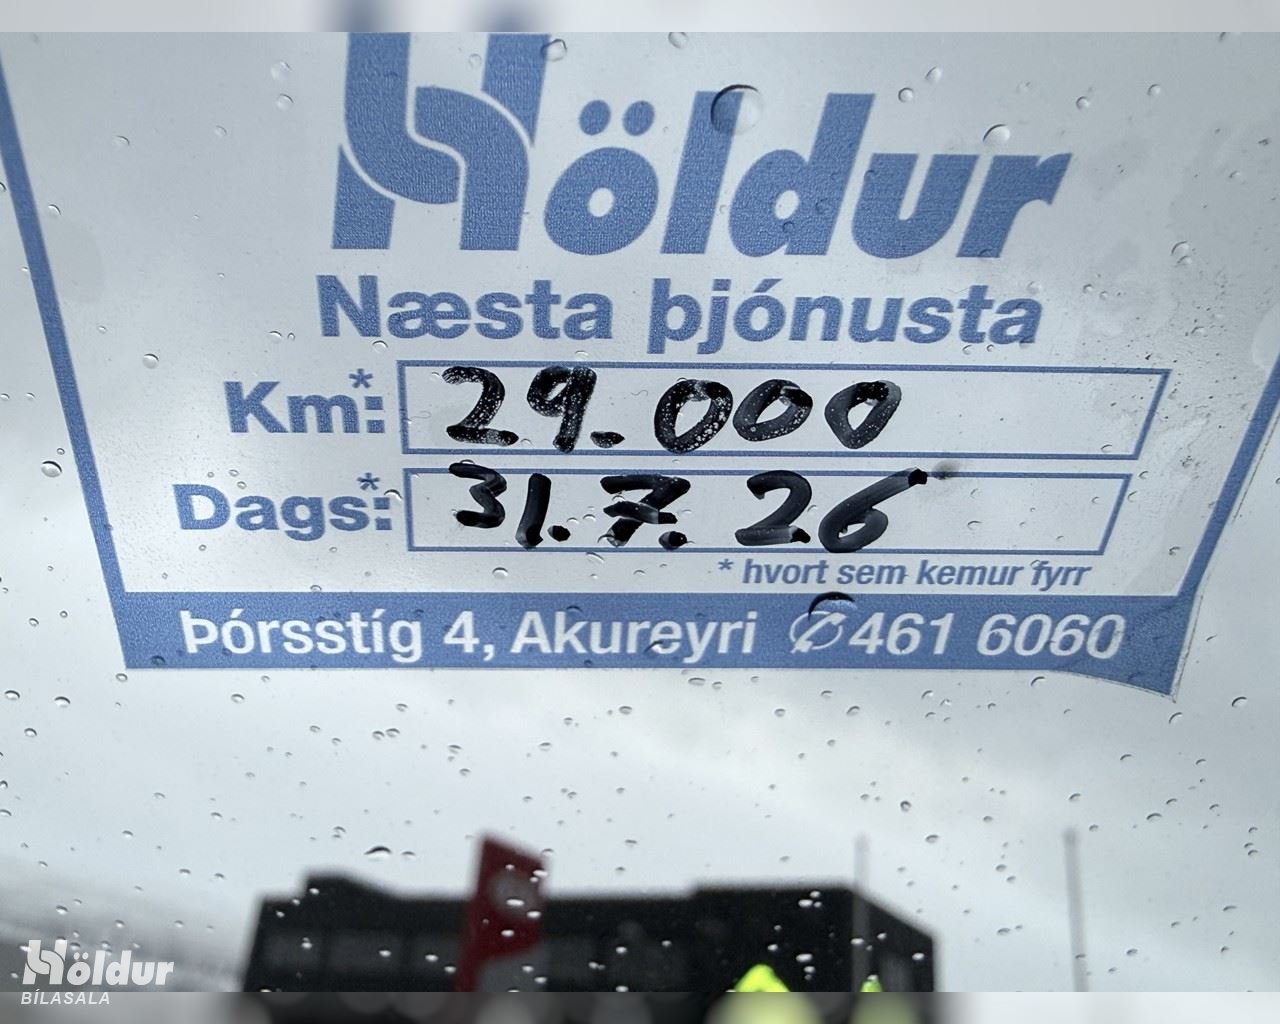 Höldur
Næsta þjónusta
Km:* 29.000
Dags:* 31.7.26
* hvort sem kemur fyrr
Þórsstíg 4, Akureyri ✆ 461 6060
Höldur
BÍLASALA